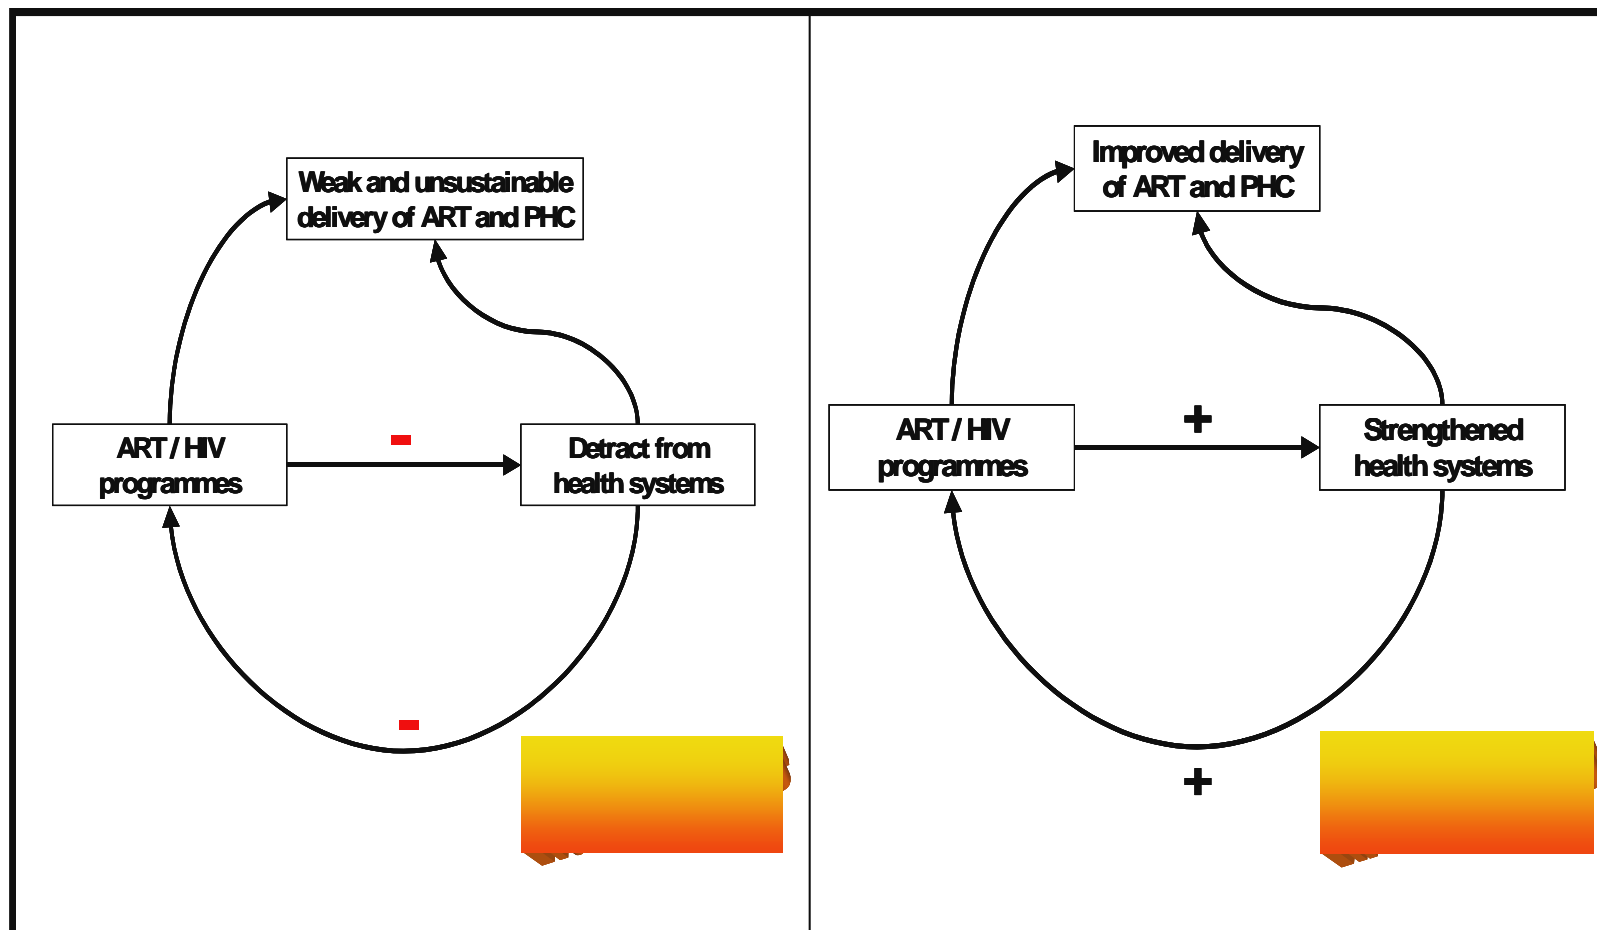 Weak and unsustainable
delivery of ART and PHC
-
ART / HIV
programmes
Detract from
health systems
-
Improved delivery
of ART and PHC
+
ART / HIV
programmes
Strengthened
health systems
+